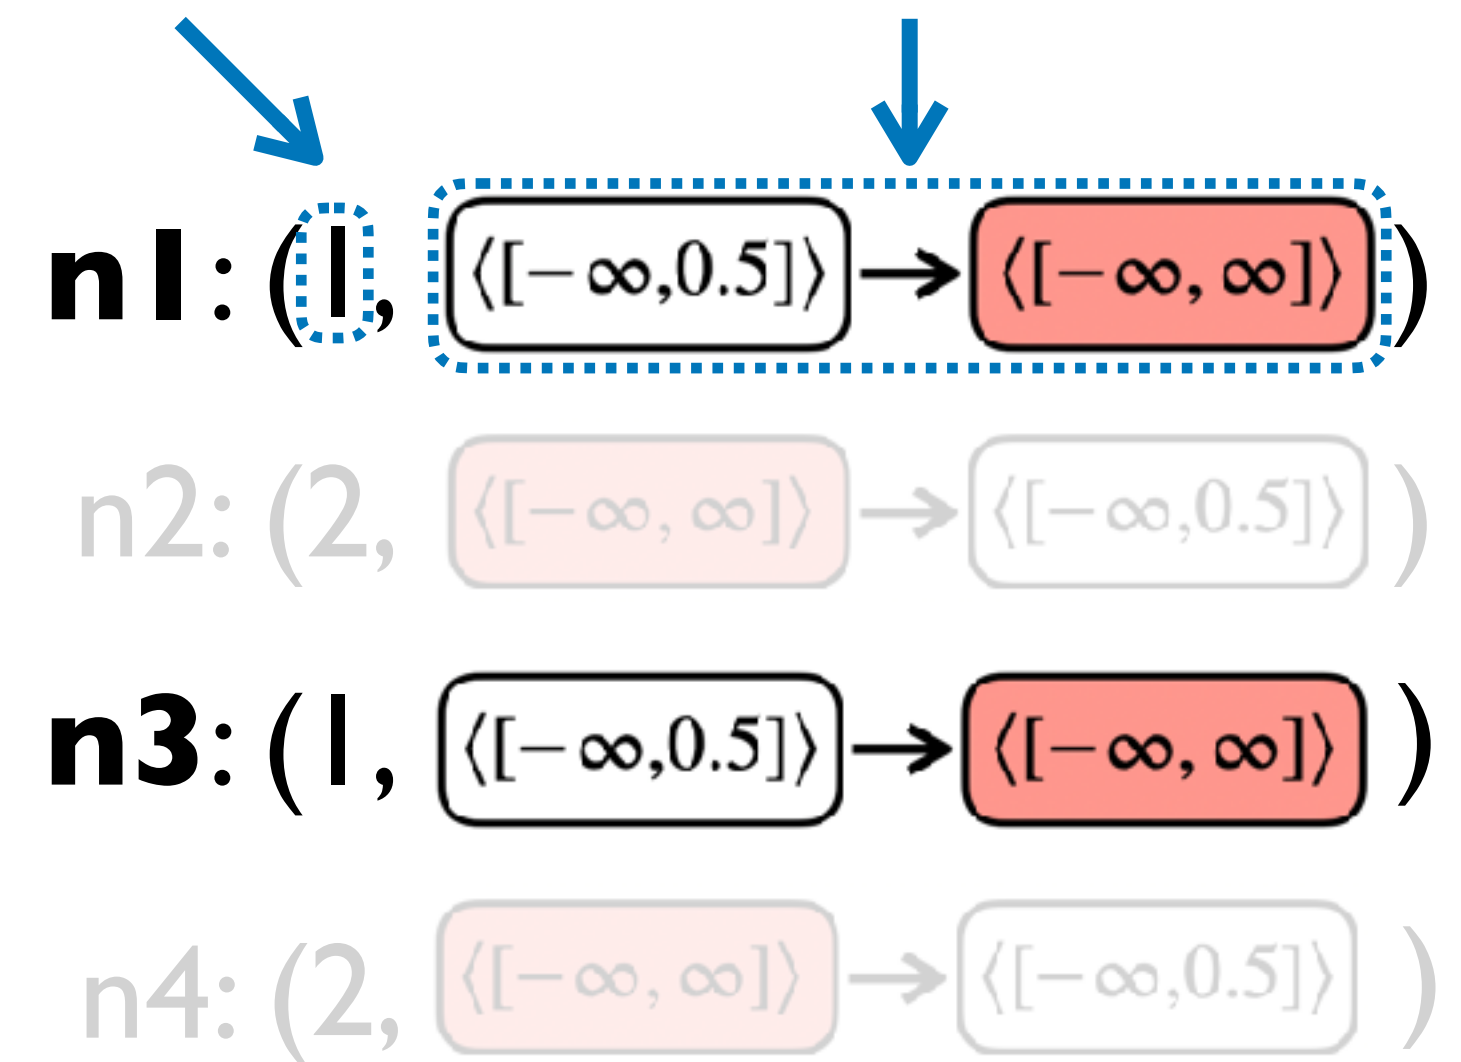 n1: (1, ⟨[−∞,0.5]⟩ → ⟨[−∞, ∞]⟩ )
n2: (2, ⟨[−∞, ∞]⟩ → ⟨[−∞,0.5]⟩ )
n3: (1, ⟨[−∞,0.5]⟩ → ⟨[−∞, ∞]⟩ )
n4: (2, ⟨[−∞, ∞]⟩ → ⟨[−∞,0.5]⟩ )